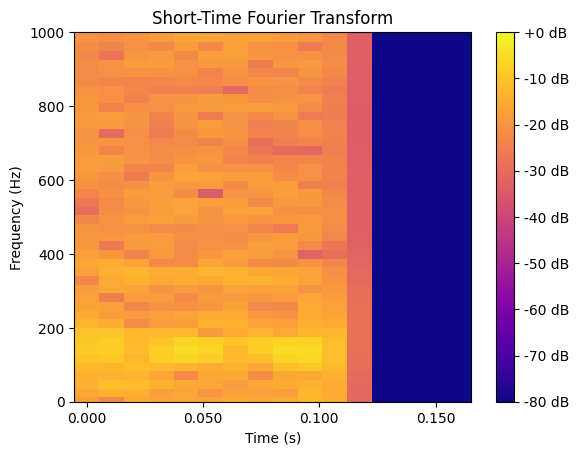 Short-Time Fourier Transform
1000
800
600
400
200
0
Frequency (Hz)
0.000
0.050
0.100
0.150
Time (s)
+0 dB
-10 dB
-20 dB
-30 dB
-40 dB
-50 dB
-60 dB
-70 dB
-80 dB